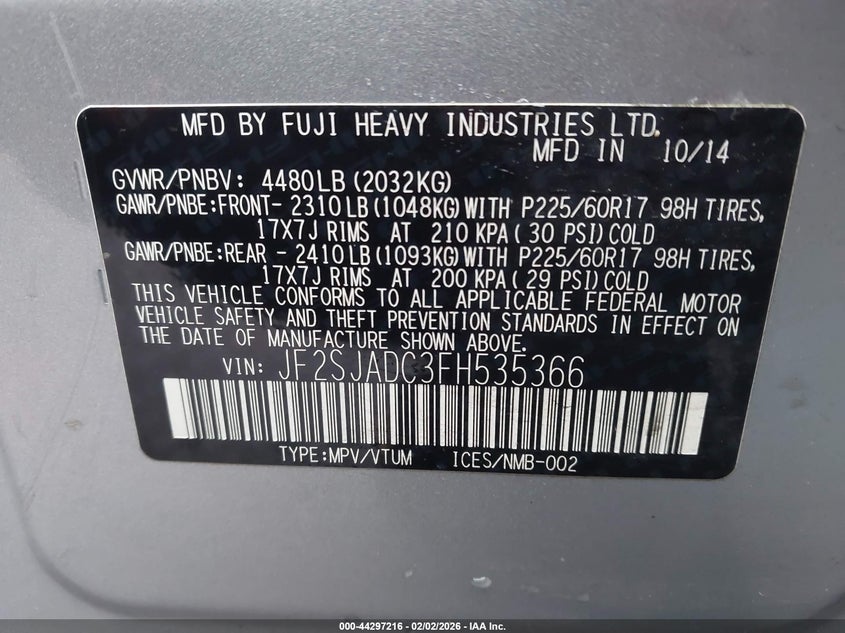 MFD BY FUJI HEAVY INDUSTRIES LTD.
MFD IN 10/14
GVWR/PNBV: 4480LB(2032KG)
GAWR/PNBE:FRONT- 2310LB(1048KG)WITH P225/60R17 98H TIRES,
17X7J RIMS AT 210 KPA( 30 PSI)COLD
GAWR/PNBE:REAR - 2410LB(1093KG)WITH P225/60R17 98H TIRES,
17X7J RIMS AT 200 KPA( 29 PSI)COLD
THIS VEHICLE CONFORMS TO ALL APPLICABLE FEDERAL MOTOR
VEHICLE SAFETY AND THEFT PREVENTION STANDARDS IN EFFECT ON
THE DATE OF MANUFACTURE SHOWN ABOVE.
VIN: JF2SJADC3FH535366
TYPE:MPV/VTUM ICES/NMB-002
000-44297216 - 02/02/2026 - IAA Inc.